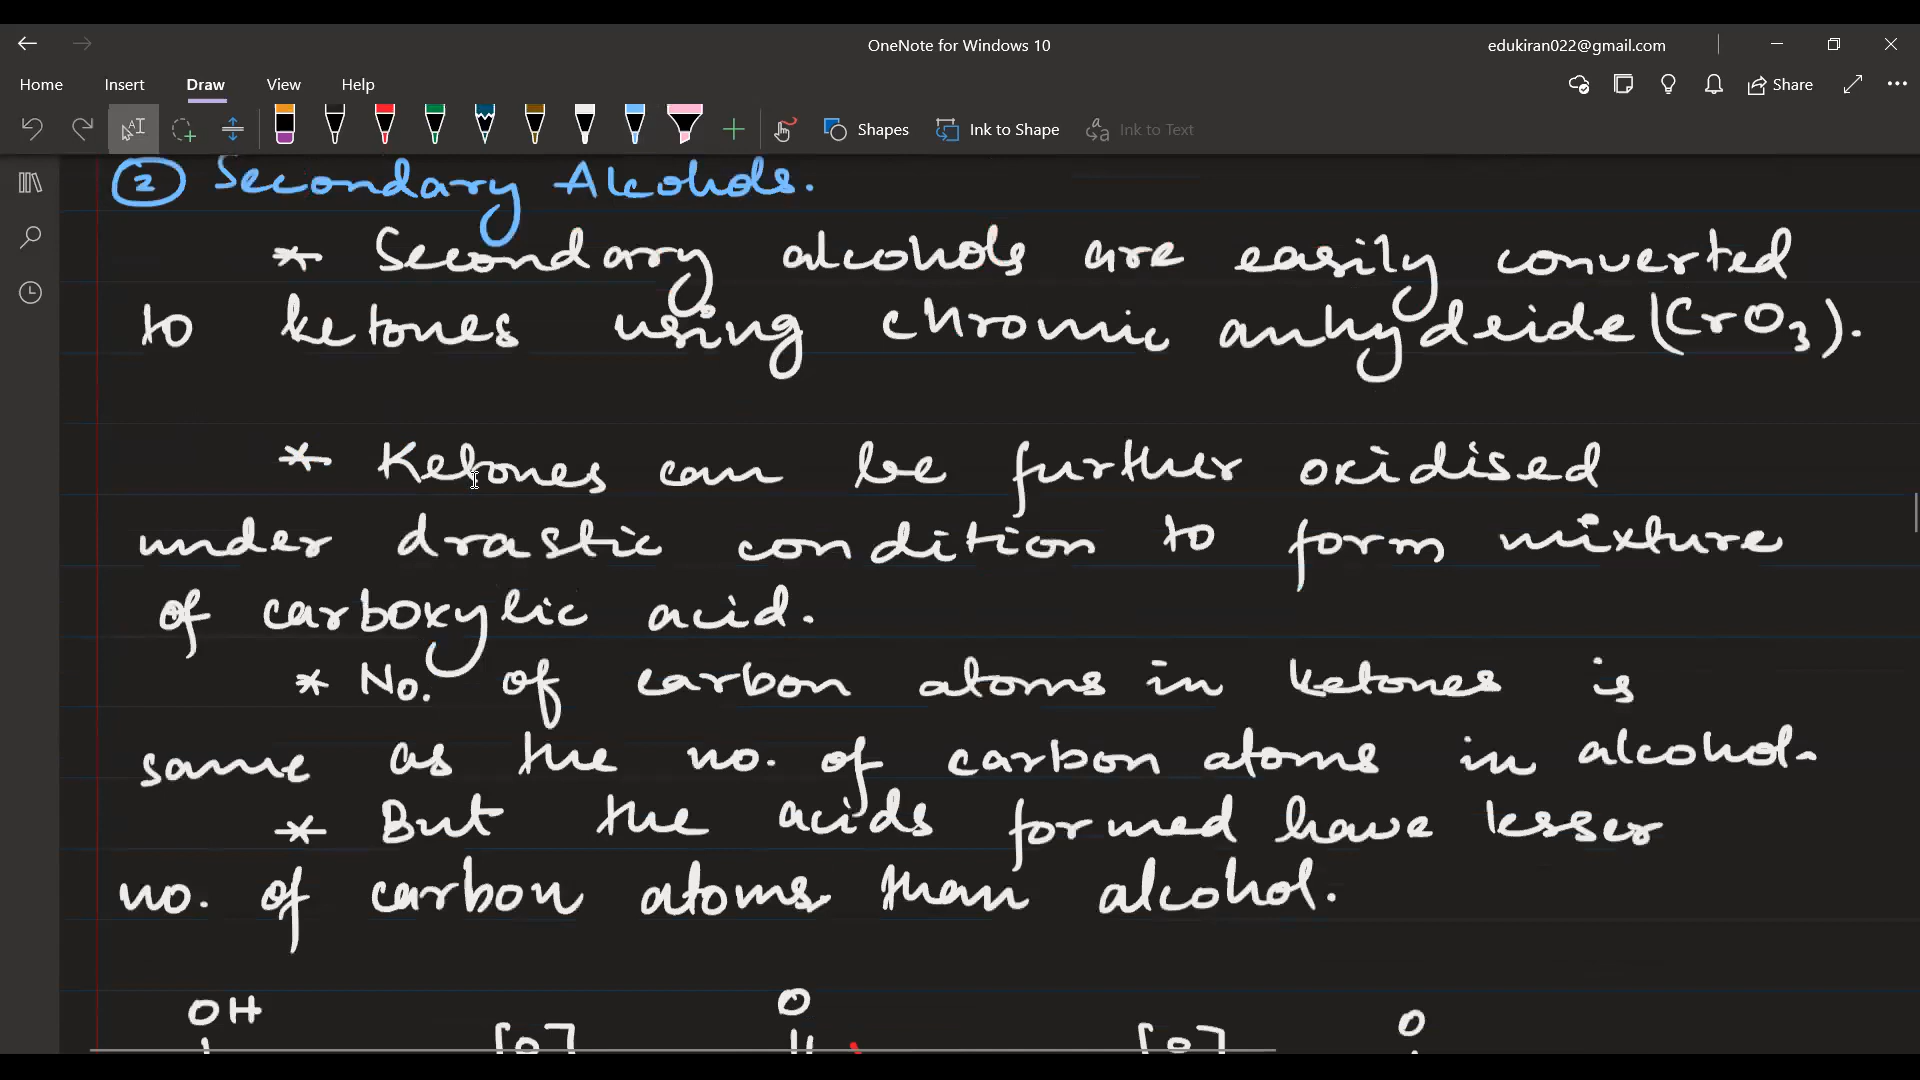 OneNote for Windows 10
edukiran022@gmail.com
Home Insert Draw View Help
Share
Shapes Ink to Shape Ink to Text
② Secondary Alcohols.
* Secondary alcohols are easily converted
to ketones using chromic anhydride (CrO₃).
* Ketones can be further oxidised
under drastic condition to form mixture
of carboxylic acid.
* No. of carbon atoms in ketones is
same as the no. of carbon atoms in alcohol.
* But the acids formed have lesser
no. of carbon atoms than alcohol.
OH [O] O [O] O